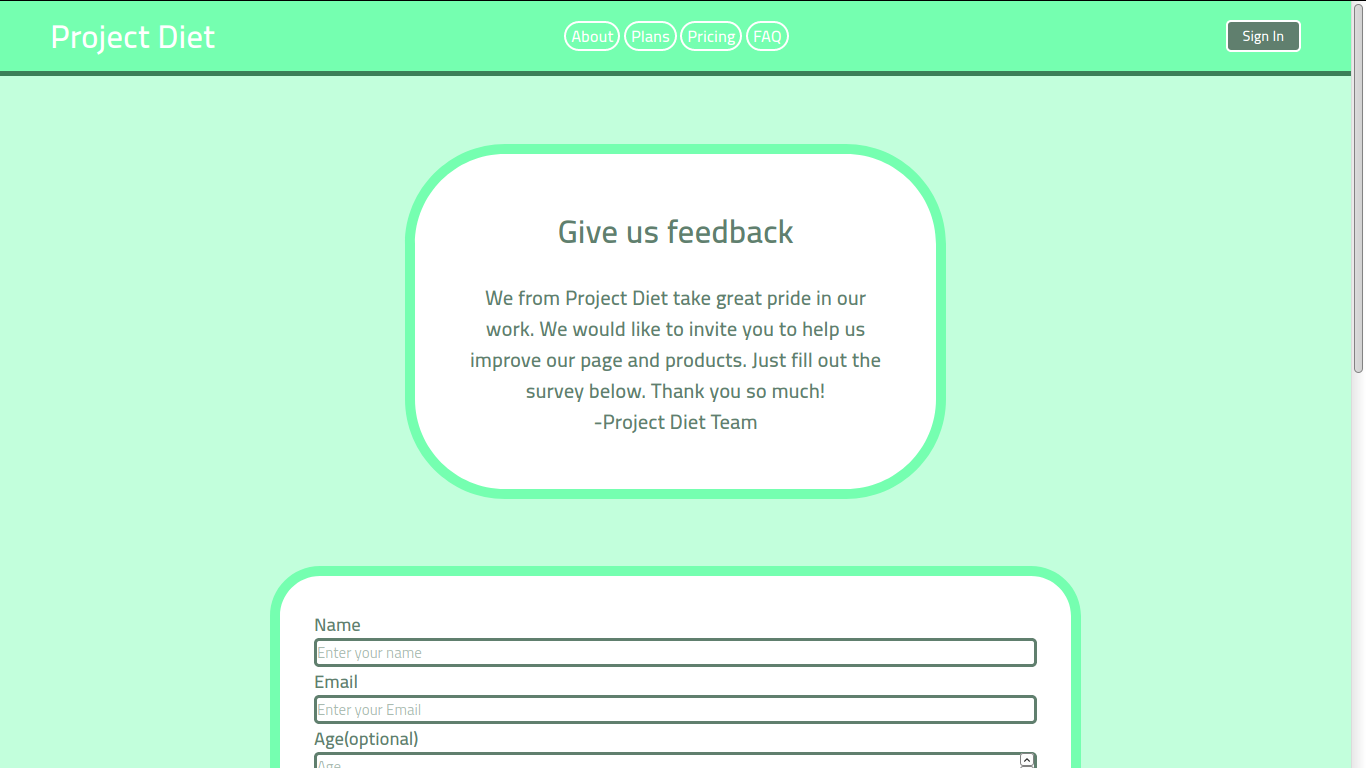 Project Diet
About Plans Pricing FAQ
Sign In
Give us feedback
We from Project Diet take great pride in our
work. We would like to invite you to help us
improve our page and products. Just fill out the
survey below. Thank you so much!
-Project Diet Team
Name
Enter your name
Email
Enter your Email
Age(optional)
Age